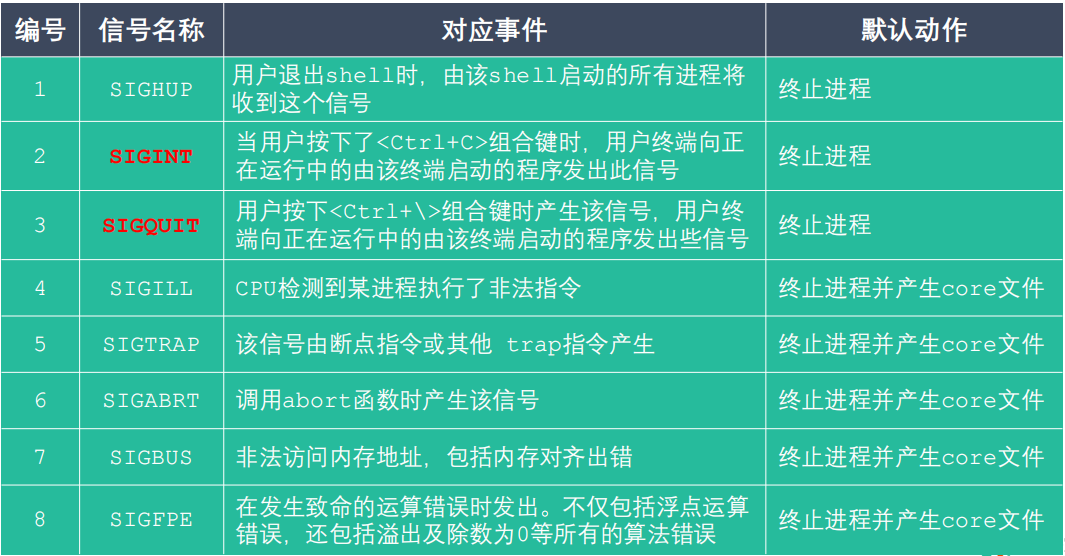 编号 信号名称 对应事件 默认动作
1 SIGHUP 用户退出shell时，由该shell启动的所有进程将
收到这个信号 终止进程
2 SIGINT 当用户按下了<Ctrl+C>组合键时，用户终端向正
在运行中的由该终端启动的程序发出此信号 终止进程
3 SIGQUIT 用户按下<Ctrl+\>组合键时产生该信号，用户终
端向正在运行中的由该终端启动的程序发出些信号 终止进程
4 SIGILL CPU检测到某进程执行了非法指令 终止进程并产生core文件
5 SIGTRAP 该信号由断点指令或其他 trap指令产生 终止进程并产生core文件
6 SIGABRT 调用abort函数时产生该信号 终止进程并产生core文件
7 SIGBUS 非法访问内存地址，包括内存对齐出错 终止进程并产生core文件
8 SIGFPE 在发生致命的运算错误时发出。不仅包括浮点运算
错误，还包括溢出及除数为0等所有的算法错误 终止进程并产生core文件